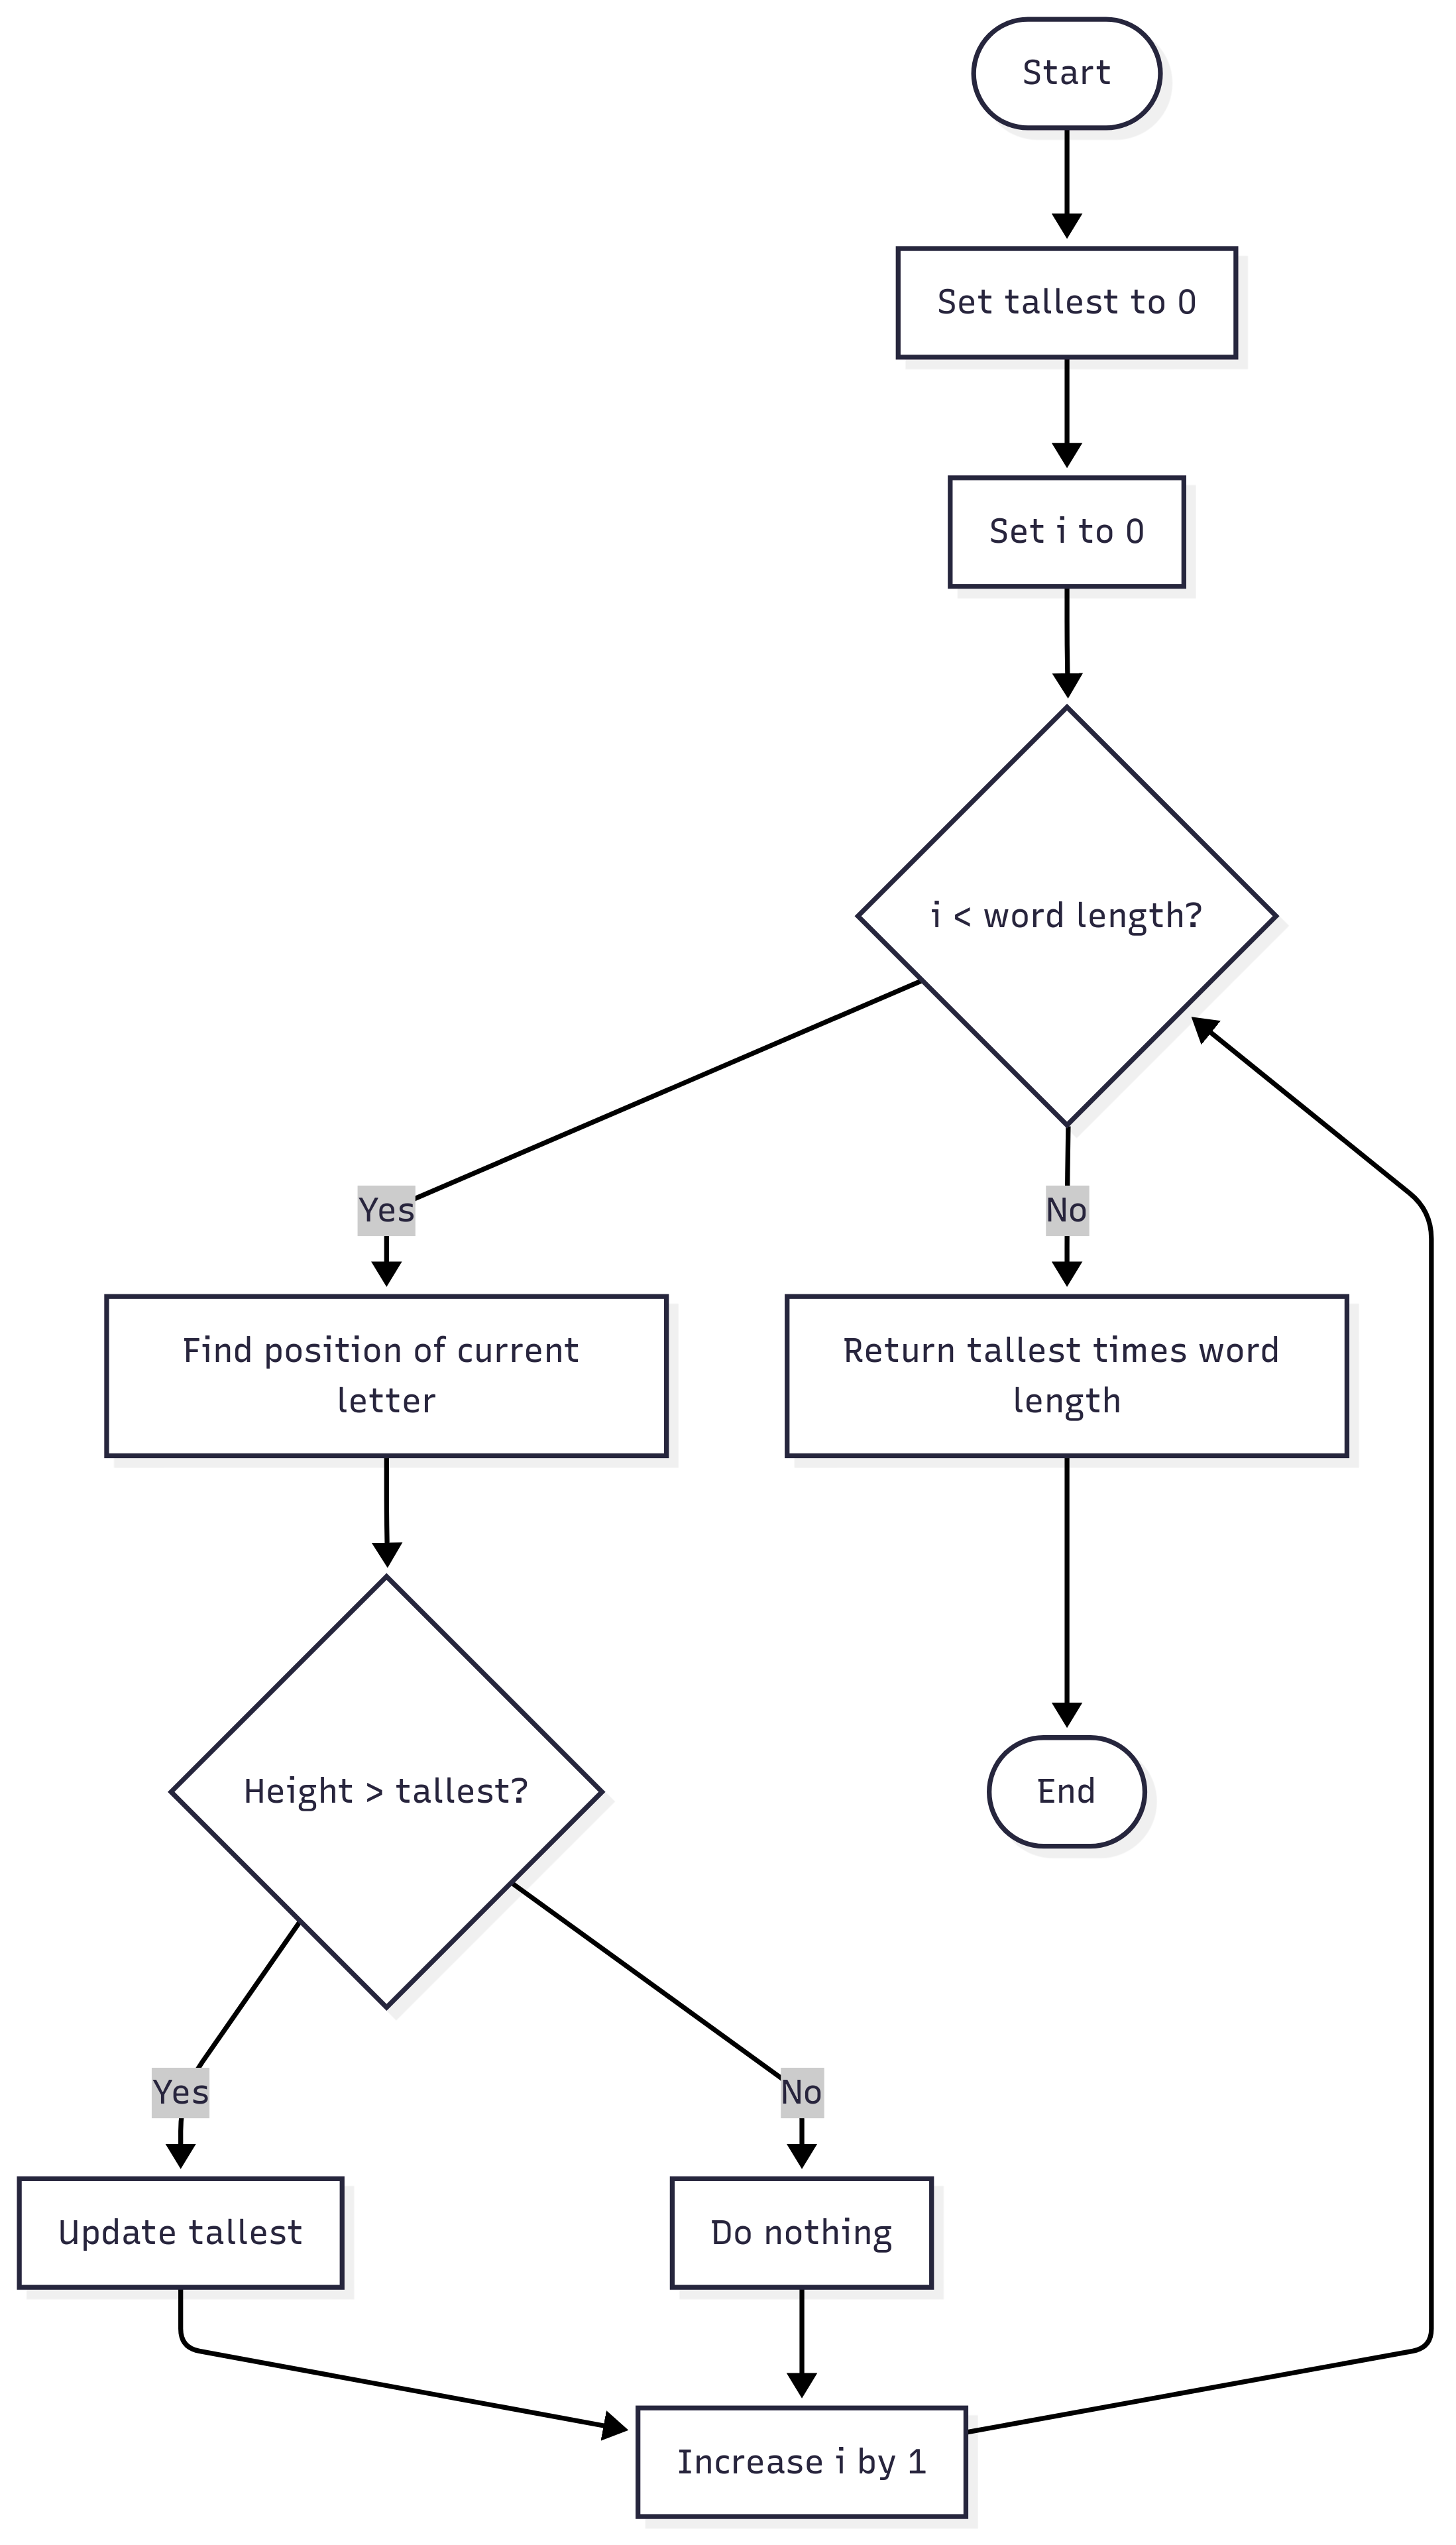 Start
Set tallest to 0
Set i to 0
i < word length?
Yes
No
Find position of current
letter
Return tallest times word
length
Height > tallest?
End
Yes
No
Update tallest
Do nothing
Increase i by 1